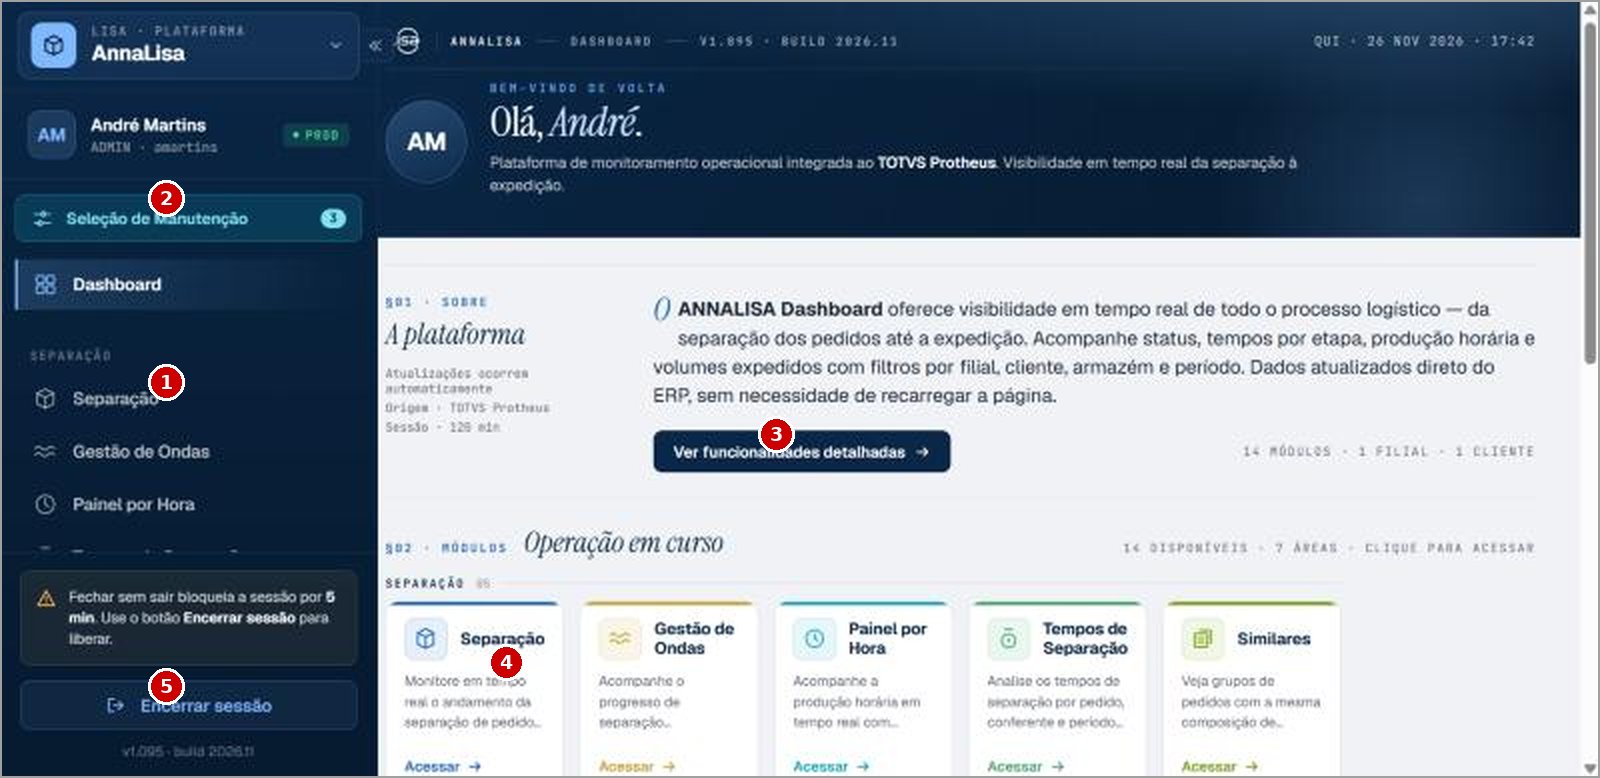 LISA · PLATAFORMA
AnnaLisa
André Martins
AM
ADMIN · amartins
PROD
2
Seleção de Manutenção
3
Dashboard
SEPARAÇÃO
1
Separação
Gestão de Ondas
Painel por Hora
Fechar sem sair bloqueia a sessão por 5
min. Use o botão Encerrar sessão para
liberar.
5
Encerrar sessão
v1.095 · build 2026.11
ANNALISA — DASHBOARD — V1.095 · BUILD 2026.11
QUI · 26 NOV 2026 · 17:42
BEM-VINDO DE VOLTA
AM
Olá, André.
Plataforma de monitoramento operacional integrada ao TOTVS Protheus. Visibilidade em tempo real da separação à
expedição.
§01 · SOBRE
A plataforma
Atualizações ocorrem
automaticamente
Origem · TOTVS Protheus
Sessão · 120 min
O ANNALISA Dashboard oferece visibilidade em tempo real de todo o processo logístico — da
separação dos pedidos até a expedição. Acompanhe status, tempos por etapa, produção horária e
volumes expedidos com filtros por filial, cliente, armazém e período. Dados atualizados direto do
ERP, sem necessidade de recarregar a página.
3
Ver funcionalidades detalhadas →
14 MÓDULOS · 1 FILIAL · 1 CLIENTE
§02 · MÓDULOS Operação em curso
14 DISPONÍVEIS · 7 ÁREAS · CLIQUE PARA ACESSAR
SEPARAÇÃO 05
Separação
4
Monitore em tempo
real o andamento da
separação de pedido...
Acessar →
Gestão de
Ondas
Acompanhe o
progresso de
separação...
Acessar →
Painel por
Hora
Acompanhe a
produção horária em
tempo real com...
Acessar →
Tempos de
Separação
Analise os tempos de
separação por pedido,
conferente e período...
Acessar →
Similares
Veja grupos de
pedidos com a mesma
composição de...
Acessar →